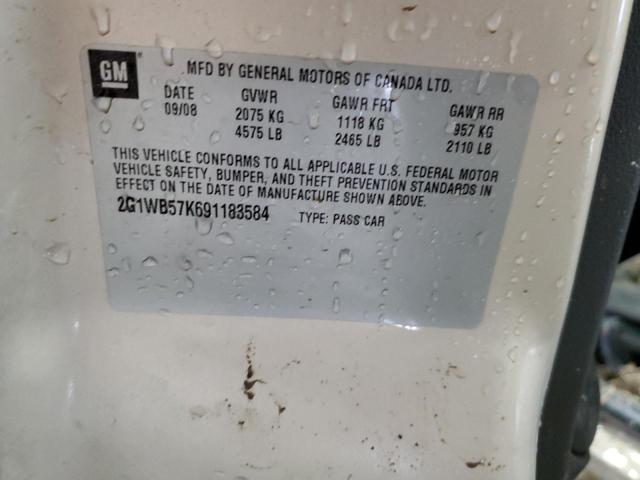 GM
MFD BY GENERAL MOTORS OF CANADA LTD.
DATE GVWR GAWR FRT GAWR RR
09/08 2075 KG 1118 KG 957 KG
4575 LB 2465 LB 2110 LB
THIS VEHICLE CONFORMS TO ALL APPLICABLE U.S. FEDERAL MOTOR
VEHICLE SAFETY, BUMPER, AND THEFT PREVENTION STANDARDS IN
EFFECT ON THE DATE OF MANUFACTURE SHOWN ABOVE.
2G1WB57K691183584 TYPE: PASS CAR